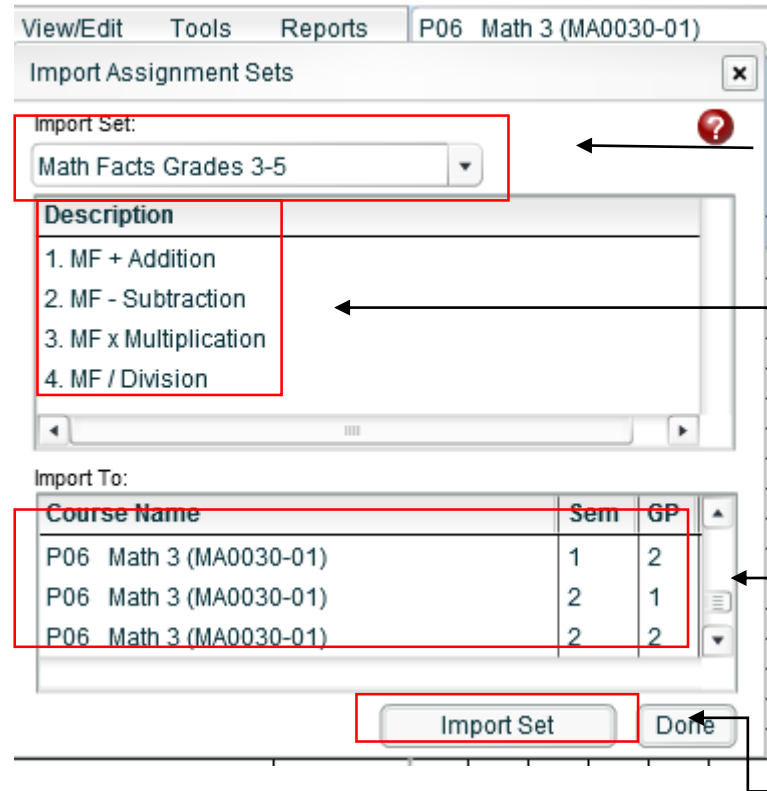 View/Edit Tools Reports P06 Math 3 (MA0030-01)
Import Assignment Sets
Import Set:
Math Facts Grades 3-5
Description
1. MF + Addition
2. MF - Subtraction
3. MF x Multiplication
4. MF / Division
Import To:
Course Name Sem GP
P06 Math 3 (MA0030-01) 1 2
P06 Math 3 (MA0030-01) 2 1
P06 Math 3 (MA0030-01) 2 2
Import Set Done